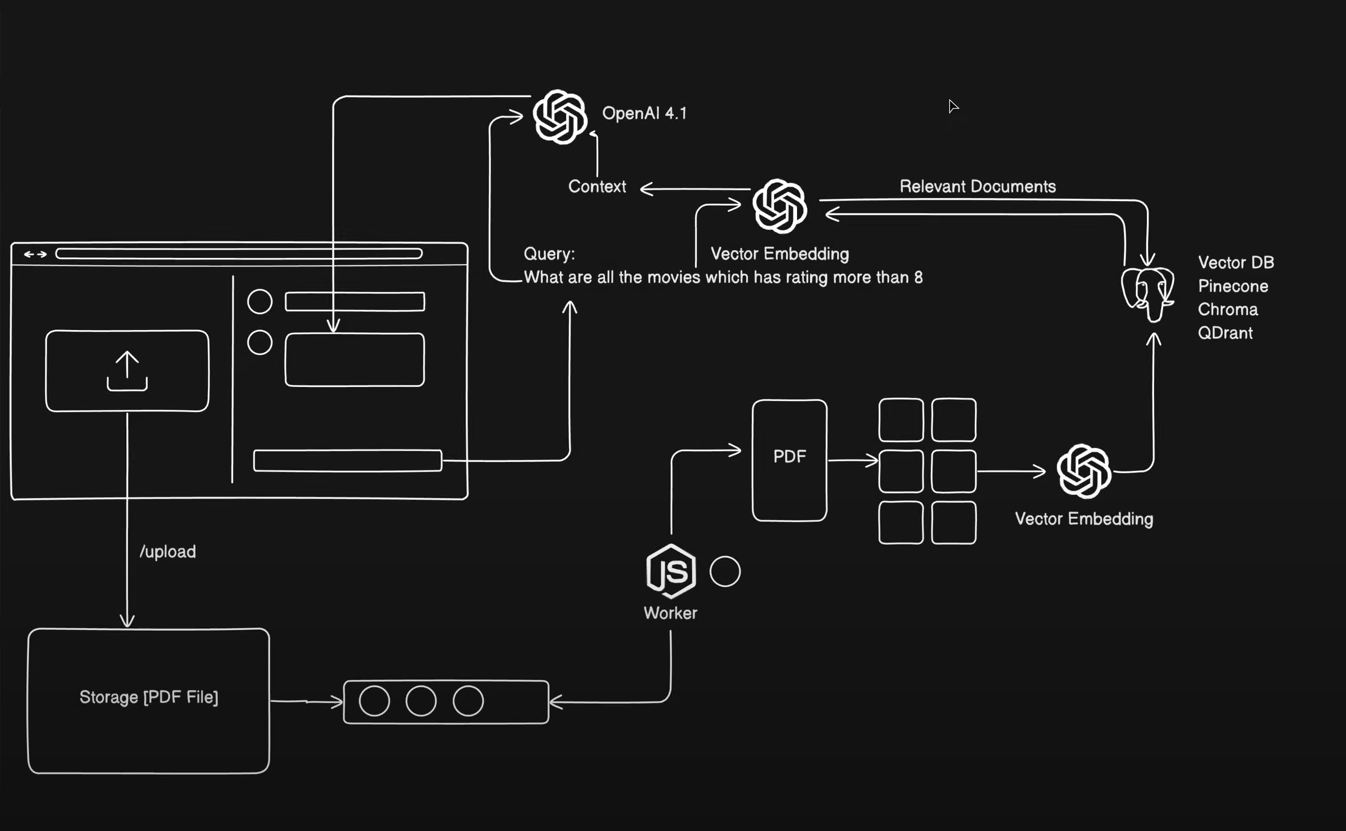 OpenAI 4.1
Context
Relevant Documents
Query:
Vector Embedding
What are all the movies which has rating more than 8
Vector DB
Pinecone
Chroma
QDrant
PDF
Vector Embedding
/upload
JS
Worker
Storage [PDF File]